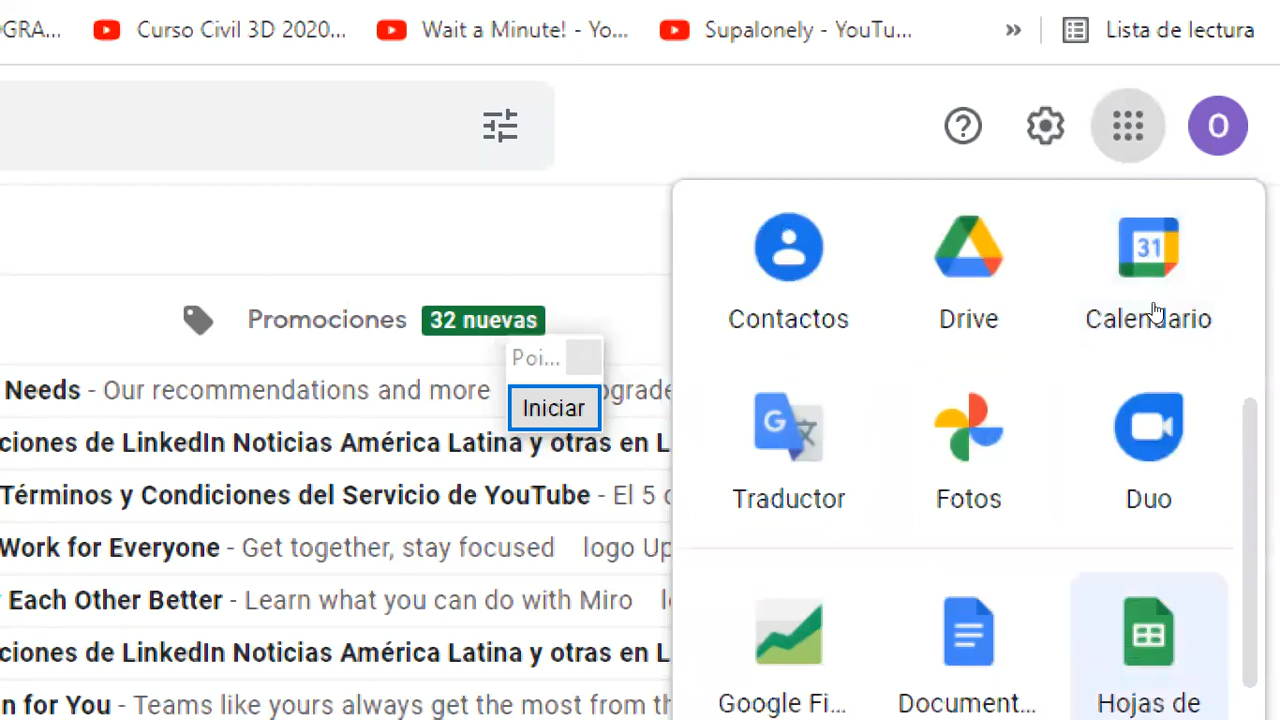 OGRA...
Curso Civil 3D 2020...
Wait a Minute! - Yo...
Supalonely - YouTu...
»
Lista de lectura
O
Promociones
32 nuevas
Contactos
Drive
31
Calendario
Poi...
Iniciar
Needs - Our recommendations and more
pgrade
ciones de LinkedIn Noticias América Latina y otras en L
Términos y Condiciones del Servicio de YouTube - El 5 d
Work for Everyone - Get together, stay focused logo Up
Each Other Better - Learn what you can do with Miro
ciones de LinkedIn Noticias América Latina y otras en L
n for You - Teams like yours always get the most from th
G
文
Traductor
Fotos
Duo
Google Fi...
Document...
Hojas de